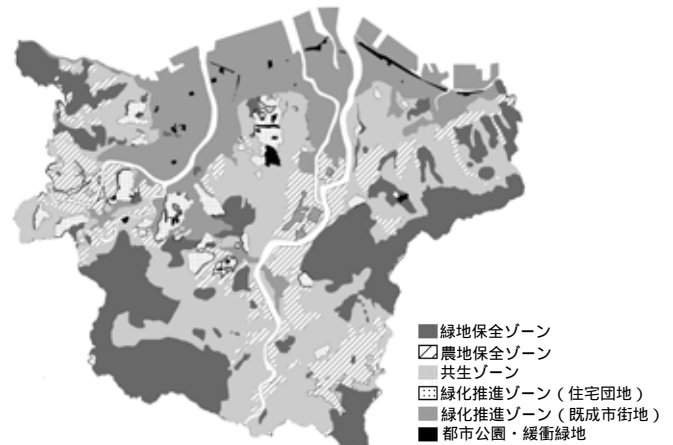 緑地保全ゾーン
農地保全ゾーン
共生ゾーン
緑化推進ゾーン（住宅団地）
緑化推進ゾーン（既成市街地）
都市公園・緩衝緑地